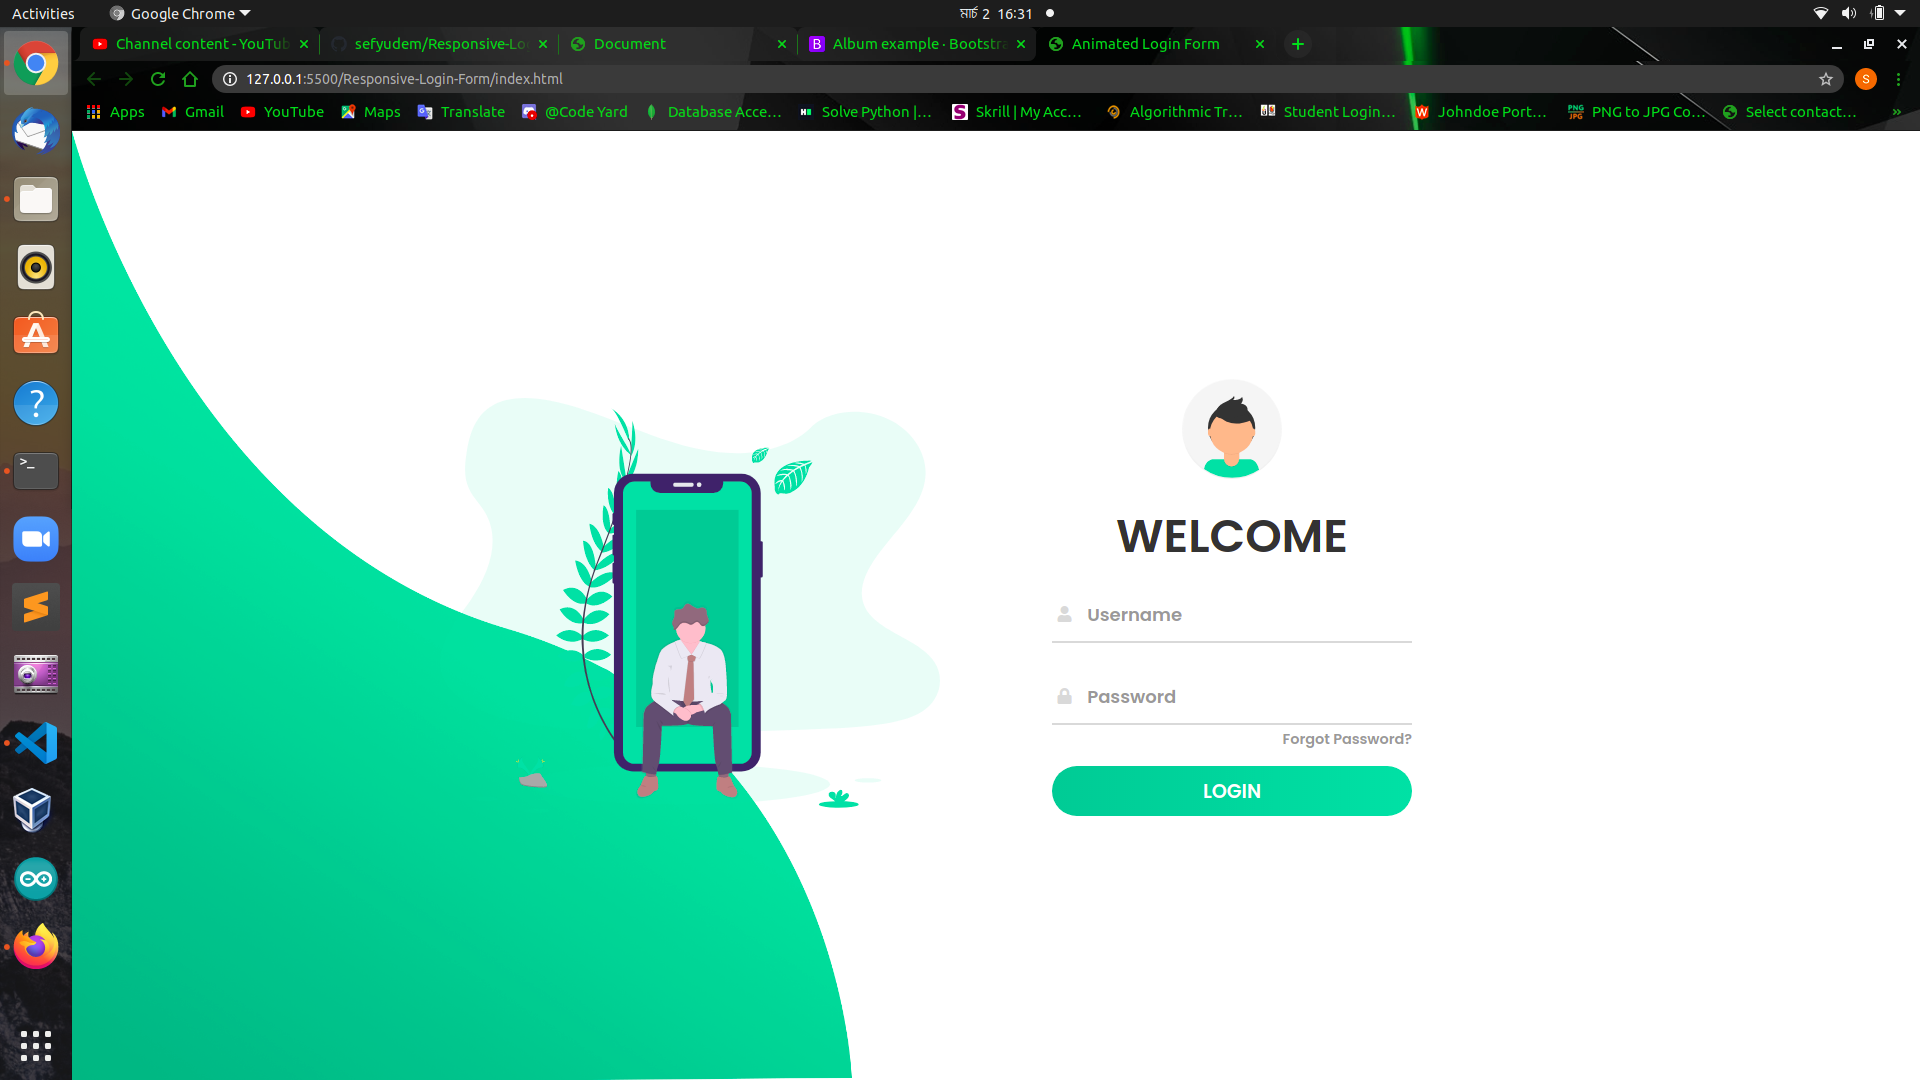 Activities
Google Chrome
মার্চ 2 16:31
Channel content - YouTub
sefyudem/Responsive-Lo
Document
Album example · Bootstra
Animated Login Form
127.0.0.1:5500/Responsive-Login-Form/index.html
S
Apps
Gmail
YouTube
Maps
Translate
@Code Yard
Database Acce...
Solve Python |...
Skrill | My Acc...
Algorithmic Tr...
Student Login...
Johndoe Port...
PNG to JPG Co...
Select contact...
WELCOME
Username
Password
Forgot Password?
LOGIN